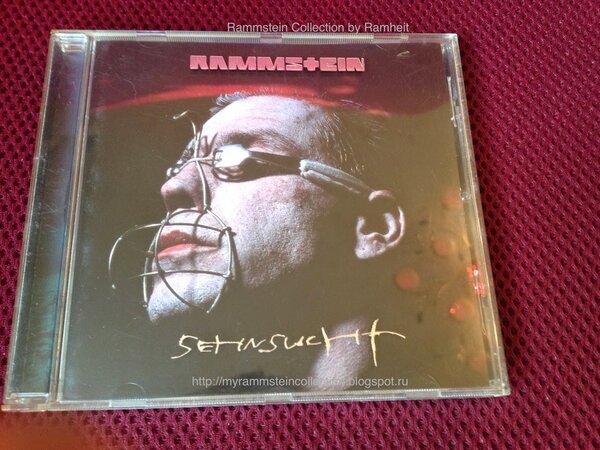 Rammstein Collection by Ramheit
RAMMSTEIN
SEHNSUCHT
http://myrammsteincollection.blogspot.ru